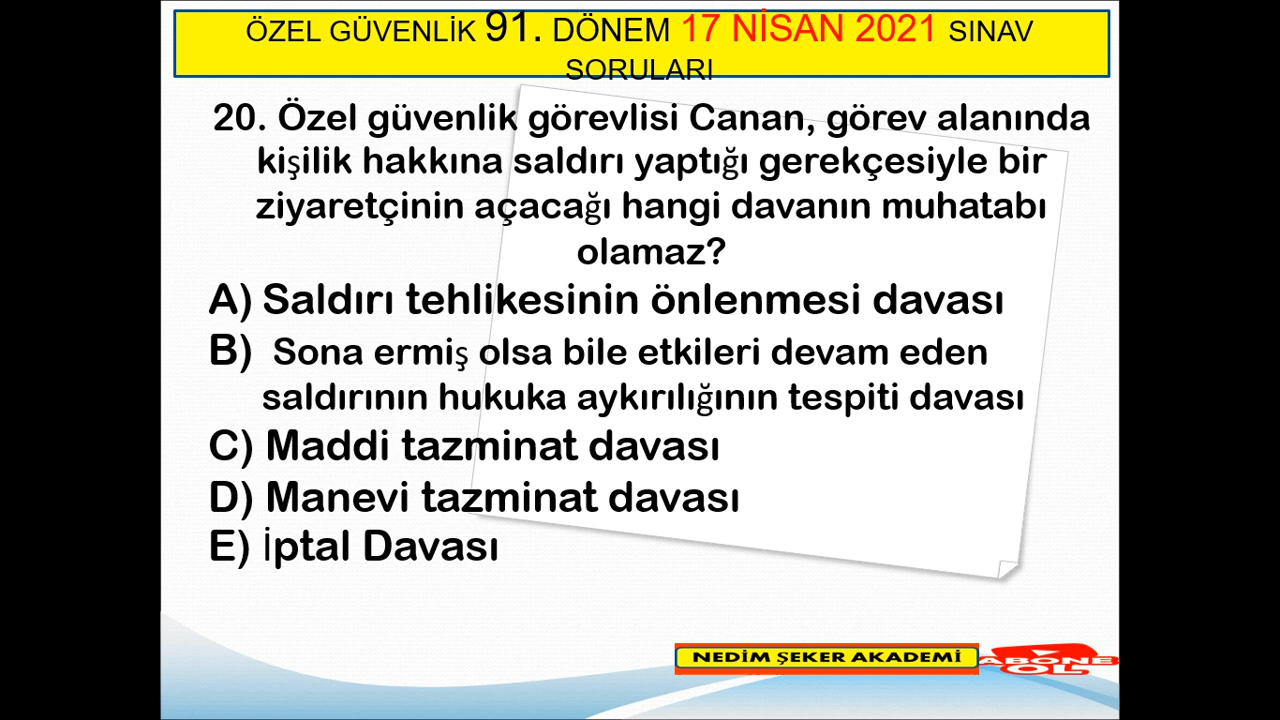 ÖZEL GÜVENLİK 91. DÖNEM 17 NİSAN 2021 SINAV
SORULARI
20. Özel güvenlik görevlisi Canan, görev alanında
kişilik hakkına saldırı yaptığı gerekçesiyle bir
ziyaretçinin açacağı hangi davanın muhatabı
olamaz?
A) Saldırı tehlikesinin önlenmesi davası
B) Sona ermiş olsa bile etkileri devam eden
saldırının hukuka aykırılığının tespiti davası
C) Maddi tazminat davası
D) Manevi tazminat davası
E) İptal Davası
NEDİM ŞEKER AKADEMİ
ABONE
OL